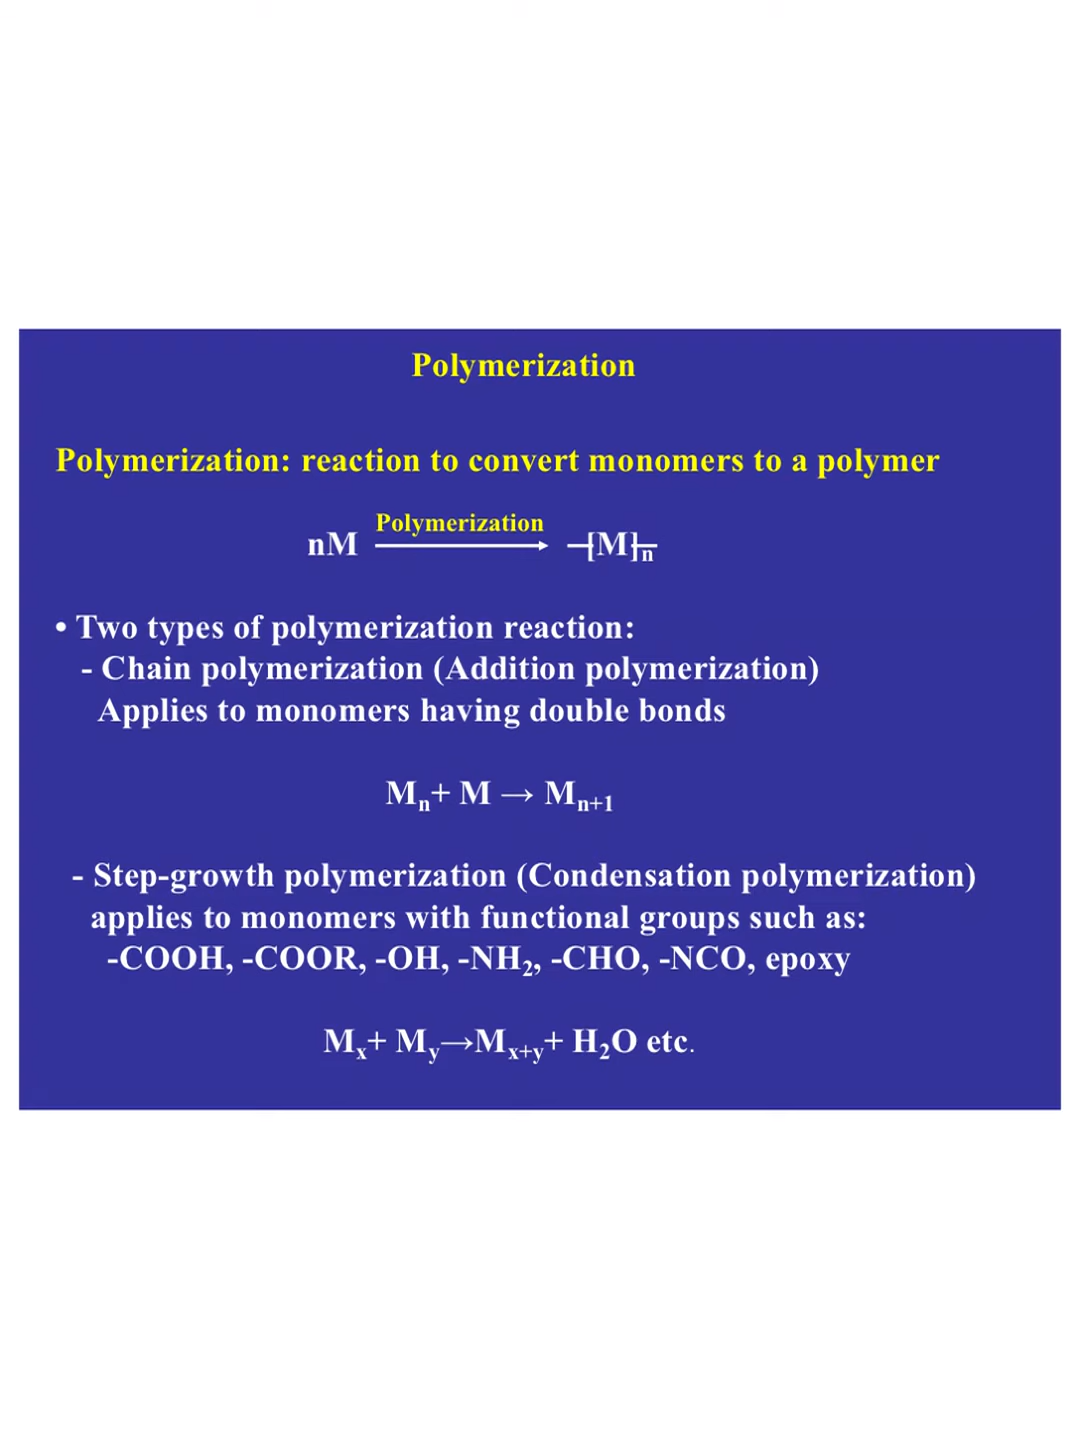 Polymerization
Polymerization: reaction to convert monomers to a polymer
Polymerization
nM ⟶ -[M]-n
• Two types of polymerization reaction:
- Chain polymerization (Addition polymerization)
Applies to monomers having double bonds
Mn+ M → Mn+1
- Step-growth polymerization (Condensation polymerization)
applies to monomers with functional groups such as:
-COOH, -COOR, -OH, -NH2, -CHO, -NCO, epoxy
Mx+ My→Mx+y+ H2O etc.